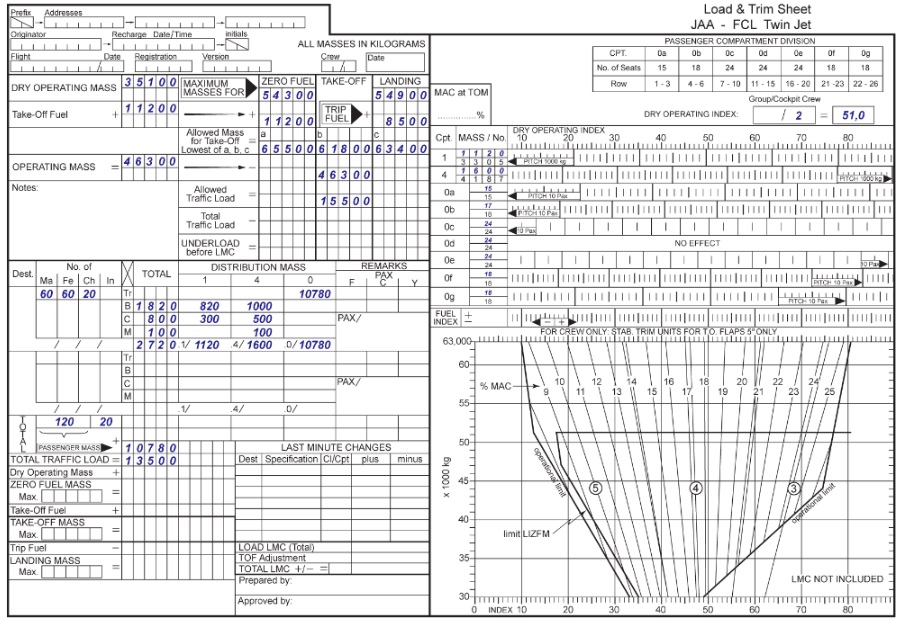 Load & Trim Sheet
JAA - FCL Twin Jet
Prefix Addresses
Originator Recharge Date/Time initials
ALL MASSES IN KILOGRAMS
Flight Date Registration Version Crew Date
DRY OPERATING MASS 35100 MAXIMUM MASSES FOR ZERO FUEL TAKE-OFF LANDING
54300 54900
Take-Off Fuel + 11200 + 11200 TRIP FUEL + 8500
Allowed Mass for Take-Off Lowest of a, b, c = a 65500 b 61800 c 63400
OPERATING MASS = 46300 - 46300
Notes:
Allowed Traffic Load = 15500
Total Traffic Load -
UNDERLOAD before LMC =
Dest. No. of TOTAL DISTRIBUTION MASS REMARKS
Ma Fe Ch In 1 4 0 PAX F C Y
60 60 20 Tr 10780
B 1820 820 1000
C 800 300 500 PAX/
M 100 100
/ / / 2720 .1/ 1120 .4/ 1600 .0/ 10780
Tr
B
C PAX/
M
/ / / .1/ .4/ .0/
TOTAL 120 20
PASSENGER MASS + 10780
TOTAL TRAFFIC LOAD = 13500
Dry Operating Mass +
ZERO FUEL MASS
Max. =
Take-Off Fuel +
TAKE-OFF MASS
Max. =
Trip Fuel -
LANDING MASS
Max. =
LAST MINUTE CHANGES
Dest Specification Cl/Cpt plus minus
LOAD LMC (Total)
TOF Adjustment
TOTAL LMC +/- =
Prepared by:
Approved by:
PASSENGER COMPARTMENT DIVISION
CPT. 0a 0b 0c 0d 0e 0f 0g
No. of Seats 15 18 24 24 24 18 18
Row 1 - 3 4 - 6 7 - 10 11 - 15 16 - 20 21 - 23 22 - 26
MAC at TOM
............%
Group/Cockpit Crew
DRY OPERATING INDEX: / 2 = 51,0
Cpt. MASS / No. DRY OPERATING INDEX
10 20 30 40 50 60 70 80
1 1120 3305 PITCH 1000 kg
4 1600 4187 PITCH 1000 kg
0a 15 15 PITCH 10 Pax
0b 17 18 PITCH 10 Pax
0c 24 24 10 Pax
0d 24 24 NO EFFECT
0e 24 24 10 Pax
0f 18 18 PITCH 10 Pax
0g 18 18 PITCH 10 Pax
FUEL INDEX + - - +
FOR CREW ONLY: STAB. TRIM UNITS FOR T.O. FLAPS 5° ONLY
63,000
60
55
50
45
40
35
30
x 1000 kg
% MAC
9 10 11 12 13 14 15 16 17 18 19 20 21 22 23 24 25
operational limit
5 4 3
operational limit
limit LIZFM
LMC NOT INCLUDED
0 INDEX 10 20 30 40 50 60 70 80